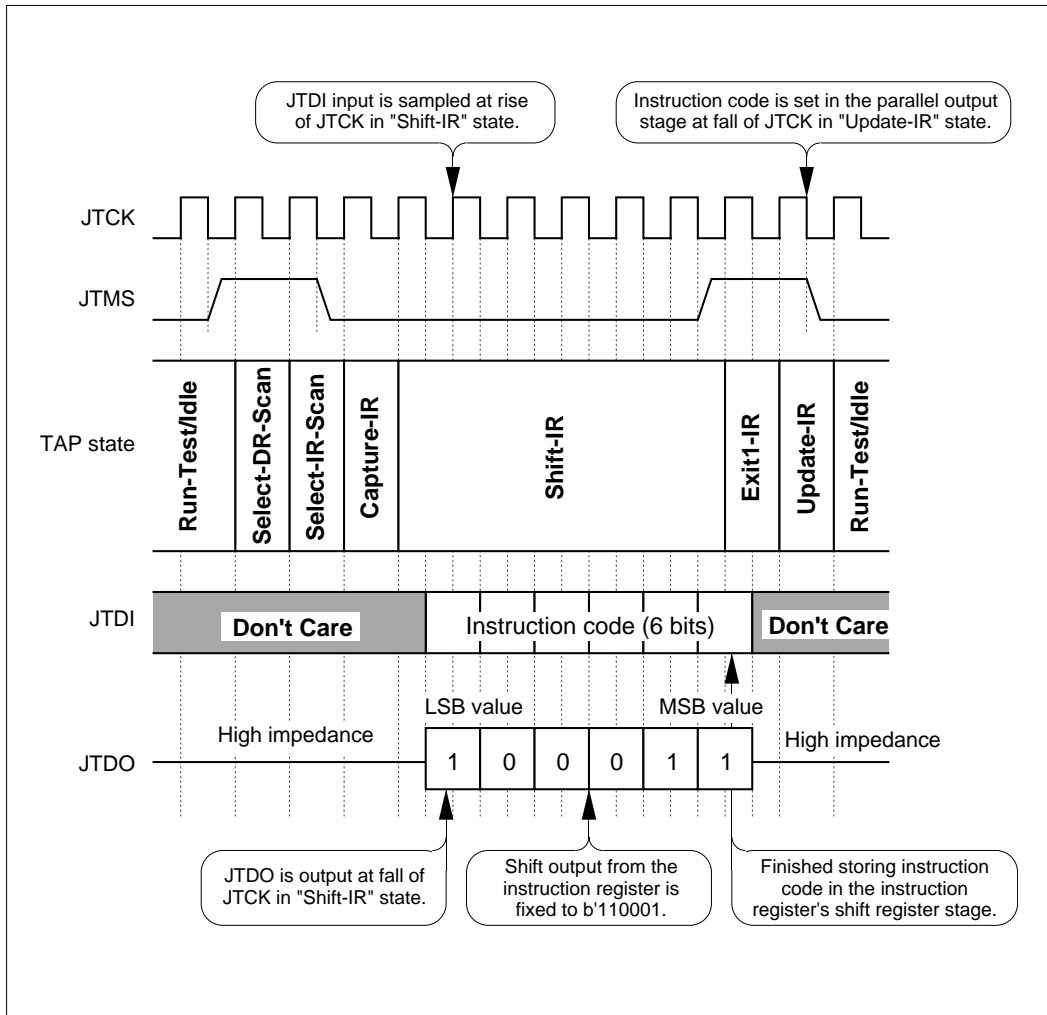 JTDI input is sampled at rise
of JTCK in "Shift-IR" state.
Instruction code is set in the parallel output
stage at fall of JTCK in "Update-IR" state.
JTCK
JTMS
TAP state
Run-Test/Idle
Select-DR-Scan
Select-IR-Scan
Capture-IR
Shift-IR
Exit1-IR
Update-IR
Run-Test/Idle
JTDI
Don't Care
Instruction code (6 bits)
Don't Care
LSB value
MSB value
High impedance
High impedance
JTDO
1 0 0 0 1 1
JTDO is output at fall of
JTCK in "Shift-IR" state.
Shift output from the
instruction register is
fixed to b'110001.
Finished storing instruction
code in the instruction
register's shift register stage.